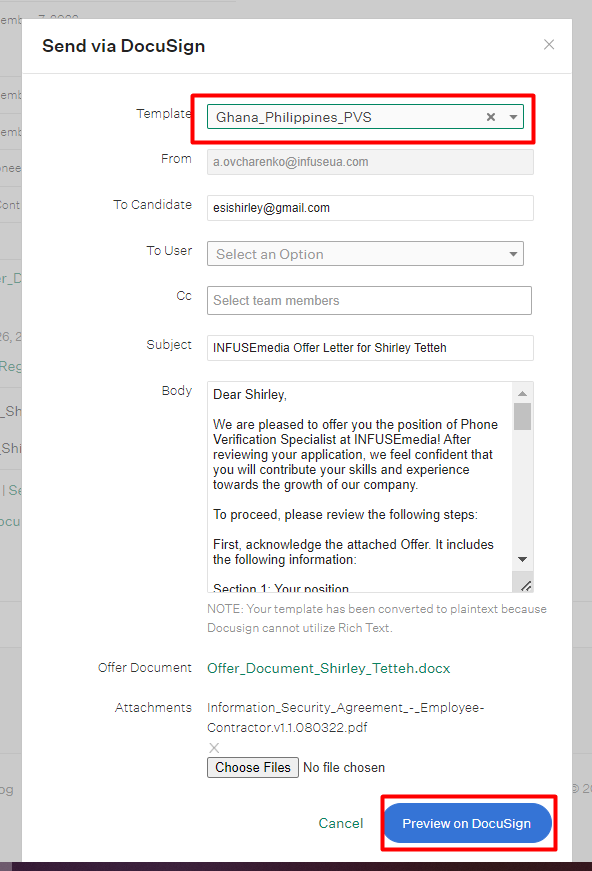 Send via DocuSign
Template
Ghana_Philippines_PVS
From
a.ovcharenko@infuseua.com
To Candidate
esishirley@gmail.com
To User
Select an Option
Cc
Select team members
Subject
INFUSEmedia Offer Letter for Shirley Tetteh
Body
Dear Shirley,
We are pleased to offer you the position of Phone
Verification Specialist at INFUSEmedia! After
reviewing your application, we feel confident that
you will contribute your skills and experience
towards the growth of our company.
To proceed, please review the following steps:
First, acknowledge the attached Offer. It includes
the following information:
Section 1: Your position
NOTE: Your template has been converted to plaintext because
Docusign cannot utilize Rich Text.
Offer Document
Offer_Document_Shirley_Tetteh.docx
Attachments
Information_Security_Agreement_-_Employee-
Contractor.v1.1.080322.pdf
Choose Files No file chosen
Cancel
Preview on DocuSign